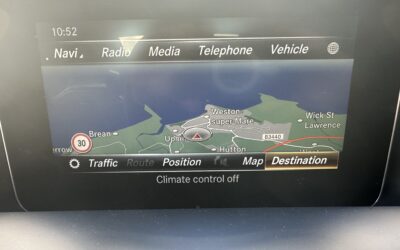 10:52
Navi Radio Media Telephone Vehicle
Weston-
super-Mare
Wick St
Lawrence
B3440
Brean
30
Hutton
Traffic Route Position Map Destination
Climate control off